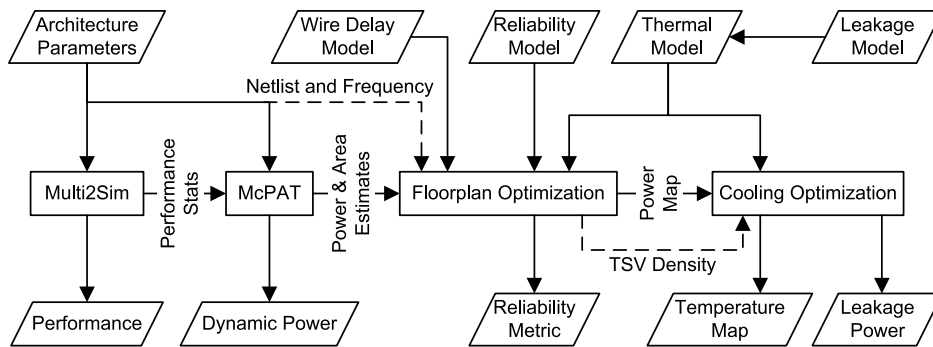 Architecture
Parameters
Wire Delay
Model
Reliability
Model
Thermal
Model
Leakage
Model
Netlist and Frequency
Multi2Sim
Performance
Stats
McPAT
Power & Area
Estimates
Floorplan Optimization
Power
Map
Cooling Optimization
TSV Density
Performance
Dynamic Power
Reliability
Metric
Temperature
Map
Leakage
Power